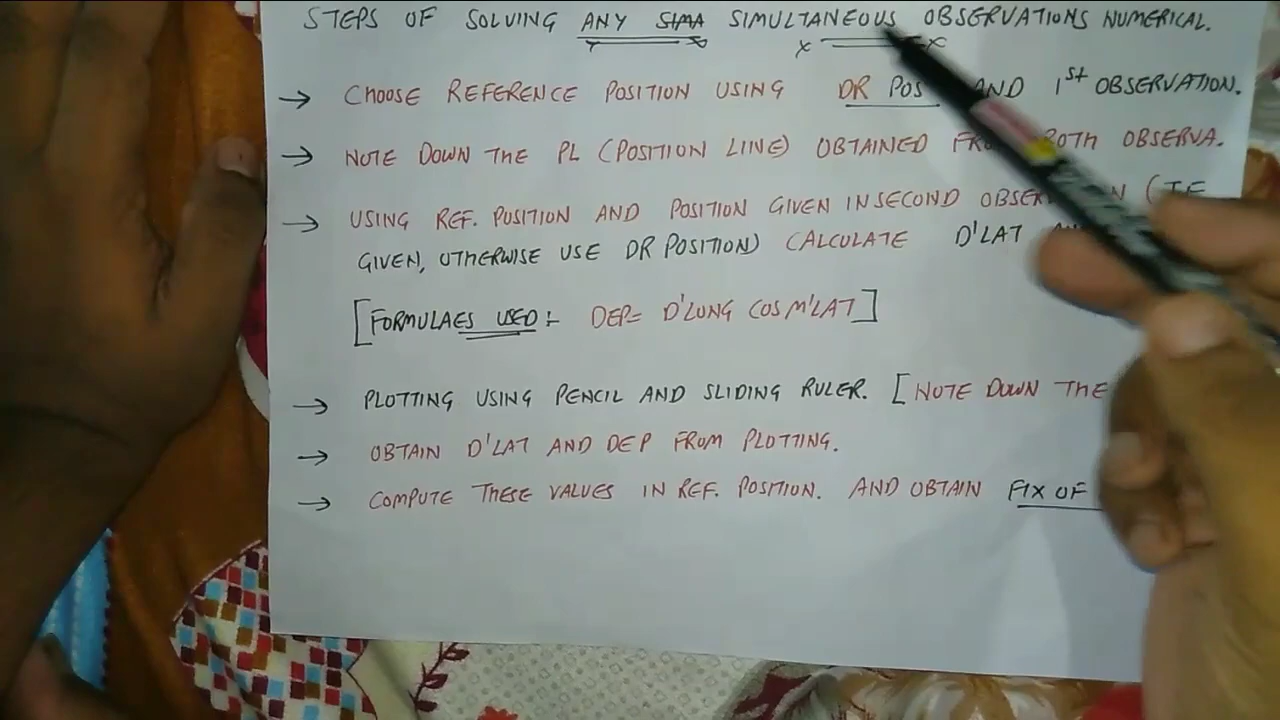 STEPS OF SOLVING ANY SIMA SIMULTANEOUS OBSERVATIONS NUMERICAL.
→ CHOOSE REFERENCE POSITION USING DR POS AND 1st OBSERVATION.
→ NOTE DOWN THE PL (POSITION LINE) OBTAINED BOTH OBSERVA.
→ USING REF. POSITION AND POSITION GIVEN IN SECOND (IF
GIVEN, OTHERWISE USE DR POSITION) CALCULATE D'LAT
[FORMULAES USED:- DEP= D'LONG COS M'LAT]
→ PLOTTING USING PENCIL AND SLIDING RULER. [NOTE DOWN THE
→ OBTAIN D'LAT AND DEP FROM PLOTTING.
→ COMPUTE THESE VALUES IN REF. POSITION. AND OBTAIN FIX OF